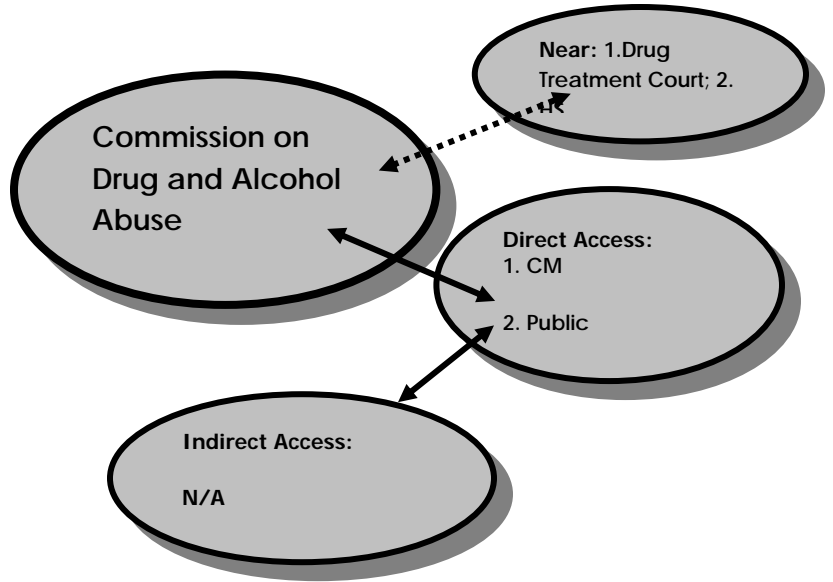 Commission on
Drug and Alcohol
Abuse
Near: 1.Drug
Treatment Court; 2.
Direct Access:
1. CM
2. Public
Indirect Access:
N/A